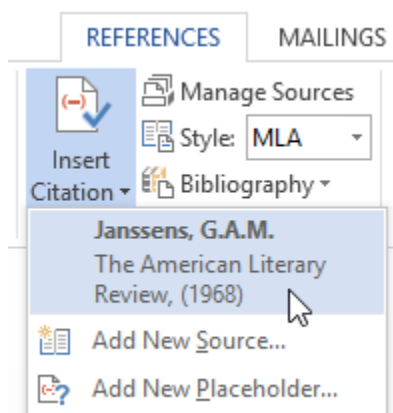 REFERENCES MAILINGS
Manage Sources
Style: MLA
Insert
Citation
Bibliography
Janssens, G.A.M.
The American Literary
Review, (1968)
Add New Source...
Add New Placeholder...